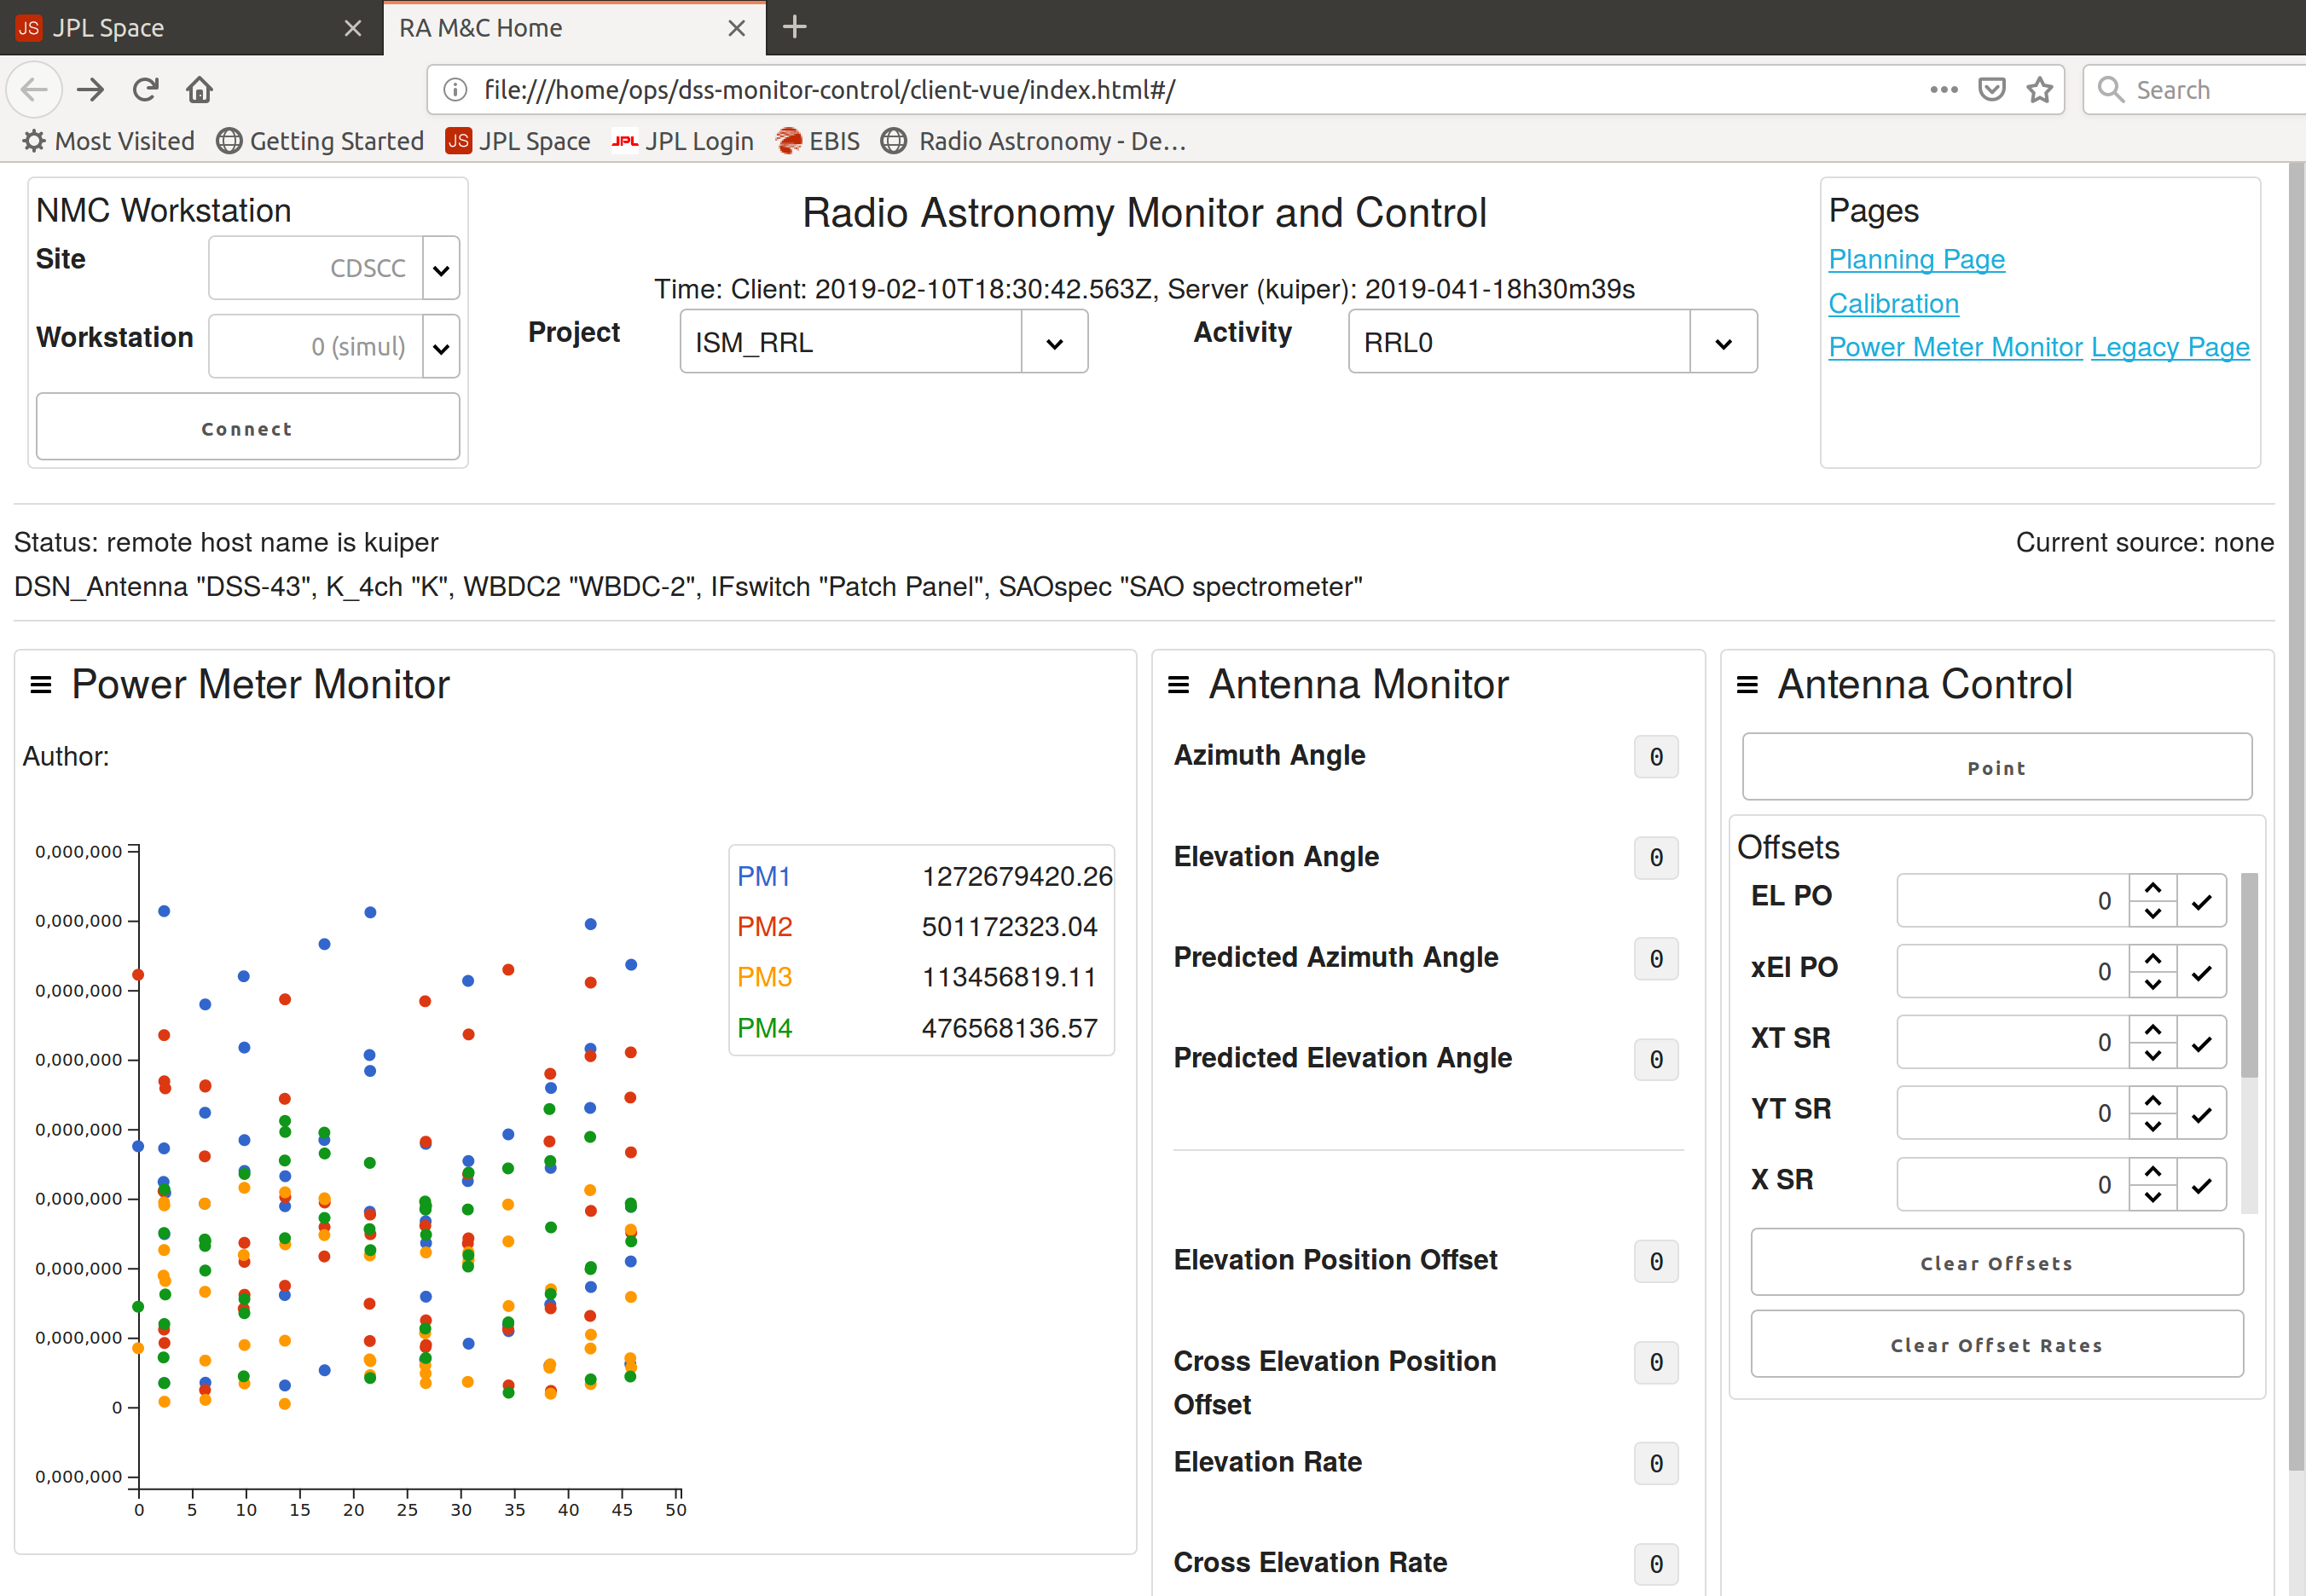 JPL Space
RA M&C Home
file:///home/ops/dss-monitor-control/client-vue/index.html#/
Search
Most Visited
Getting Started
JPL Space
JPL JPL Login
EBIS
Radio Astronomy - De…
NMC Workstation
Site
CDSCC
Workstation
0 (simul)
Connect
Radio Astronomy Monitor and Control
Time: Client: 2019-02-10T18:30:42.563Z, Server (kuiper): 2019-041-18h30m39s
Project
ISM_RRL
Activity
RRL0
Pages
Planning Page
Calibration
Power Meter Monitor Legacy Page
Status: remote host name is kuiper
Current source: none
DSN_Antenna "DSS-43", K_4ch "K", WBDC2 "WBDC-2", IFswitch "Patch Panel", SAOspec "SAO spectrometer"
Power Meter Monitor
Author:
0,000,000
0,000,000
0,000,000
0,000,000
0,000,000
0,000,000
0,000,000
0,000,000
0
0,000,000
0 5 10 15 20 25 30 35 40 45 50
PM1 1272679420.26
PM2 501172323.04
PM3 113456819.11
PM4 476568136.57
Antenna Monitor
Azimuth Angle 0
Elevation Angle 0
Predicted Azimuth Angle 0
Predicted Elevation Angle 0
Elevation Position Offset 0
Cross Elevation Position 0
Offset
Elevation Rate 0
Cross Elevation Rate 0
Antenna Control
Point
Offsets
EL PO 0
xEl PO 0
XT SR 0
YT SR 0
X SR 0
Clear Offsets
Clear Offset Rates